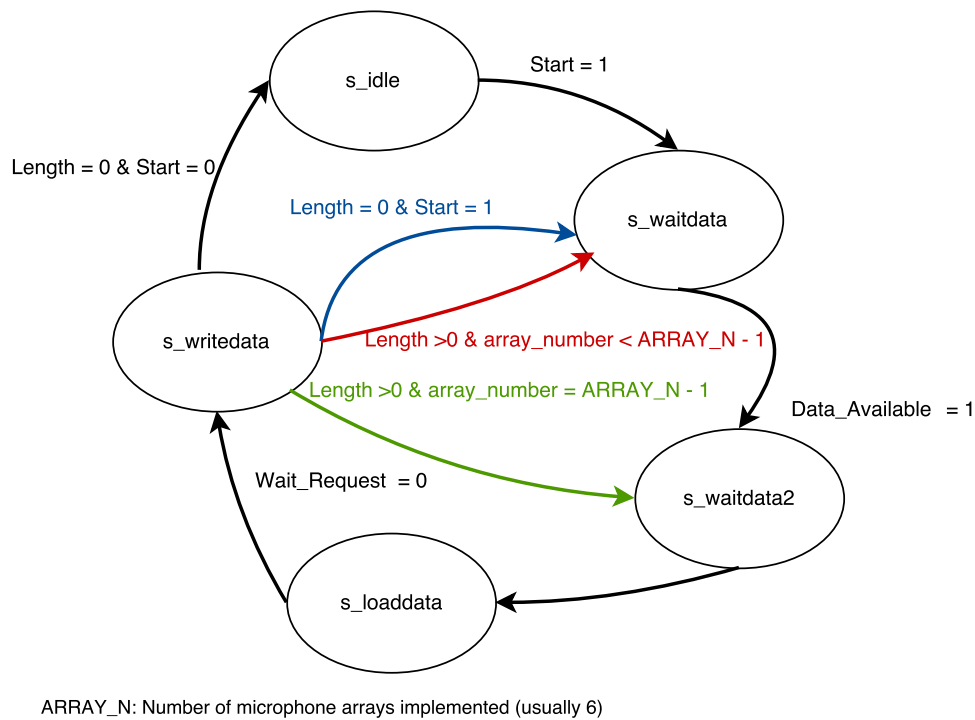 s_idle
Start = 1
Length = 0 & Start = 0
Length = 0 & Start = 1
s_waitdata
s_writedata
Length >0 & array_number < ARRAY_N - 1
Length >0 & array_number = ARRAY_N - 1
Data_Available = 1
Wait_Request = 0
s_waitdata2
s_loaddata
ARRAY_N: Number of microphone arrays implemented (usually 6)